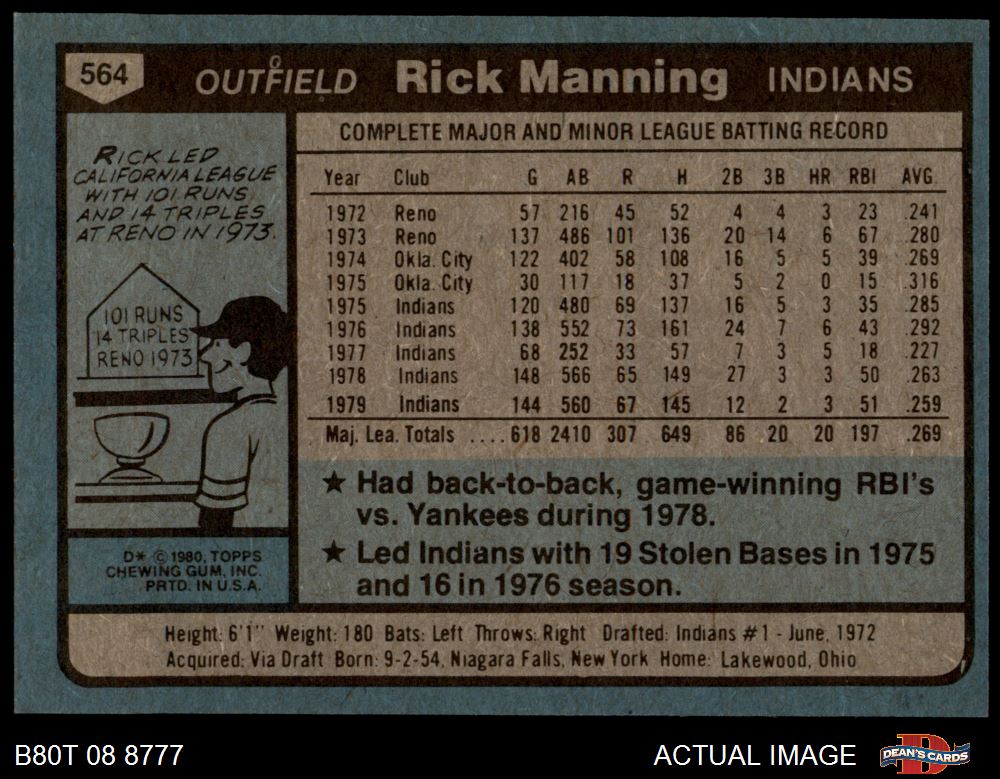 564 OUTFIELD Rick Manning INDIANS
RICK LED
CALIFORNIA LEAGUE
WITH 101 RUNS
AND 14 TRIPLES
AT RENO IN 1973.
101 RUNS
14 TRIPLES
RENO 1973
D* © 1980, TOPPS
CHEWING GUM, INC.
PRTD. IN U.S.A.
COMPLETE MAJOR AND MINOR LEAGUE BATTING RECORD
Year Club G AB R H 2B 3B HR RBI AVG.
1972 Reno 57 216 45 52 4 4 3 23 .241
1973 Reno 137 486 101 136 20 14 6 67 .280
1974 Okla. City 122 402 58 108 16 5 5 39 .269
1975 Okla. City 30 117 18 37 5 2 0 15 .316
1975 Indians 120 480 69 137 16 5 3 35 .285
1976 Indians 138 552 73 161 24 7 6 43 .292
1977 Indians 68 252 33 57 7 3 5 18 .227
1978 Indians 148 566 65 149 27 3 3 50 .263
1979 Indians 144 560 67 145 12 2 3 51 .259
Maj. Lea. Totals ....618 2410 307 649 86 20 20 197 .269
★ Had back-to-back, game-winning RBI's
vs. Yankees during 1978.
★ Led Indians with 19 Stolen Bases in 1975
and 16 in 1976 season.
Height: 6'1" Weight: 180 Bats: Left Throws: Right Drafted: Indians #1 - June, 1972
Acquired: Via Draft Born: 9-2-54, Niagara Falls, New York Home: Lakewood, Ohio
B80T 08 8777 ACTUAL IMAGE DEAN'S CARDS